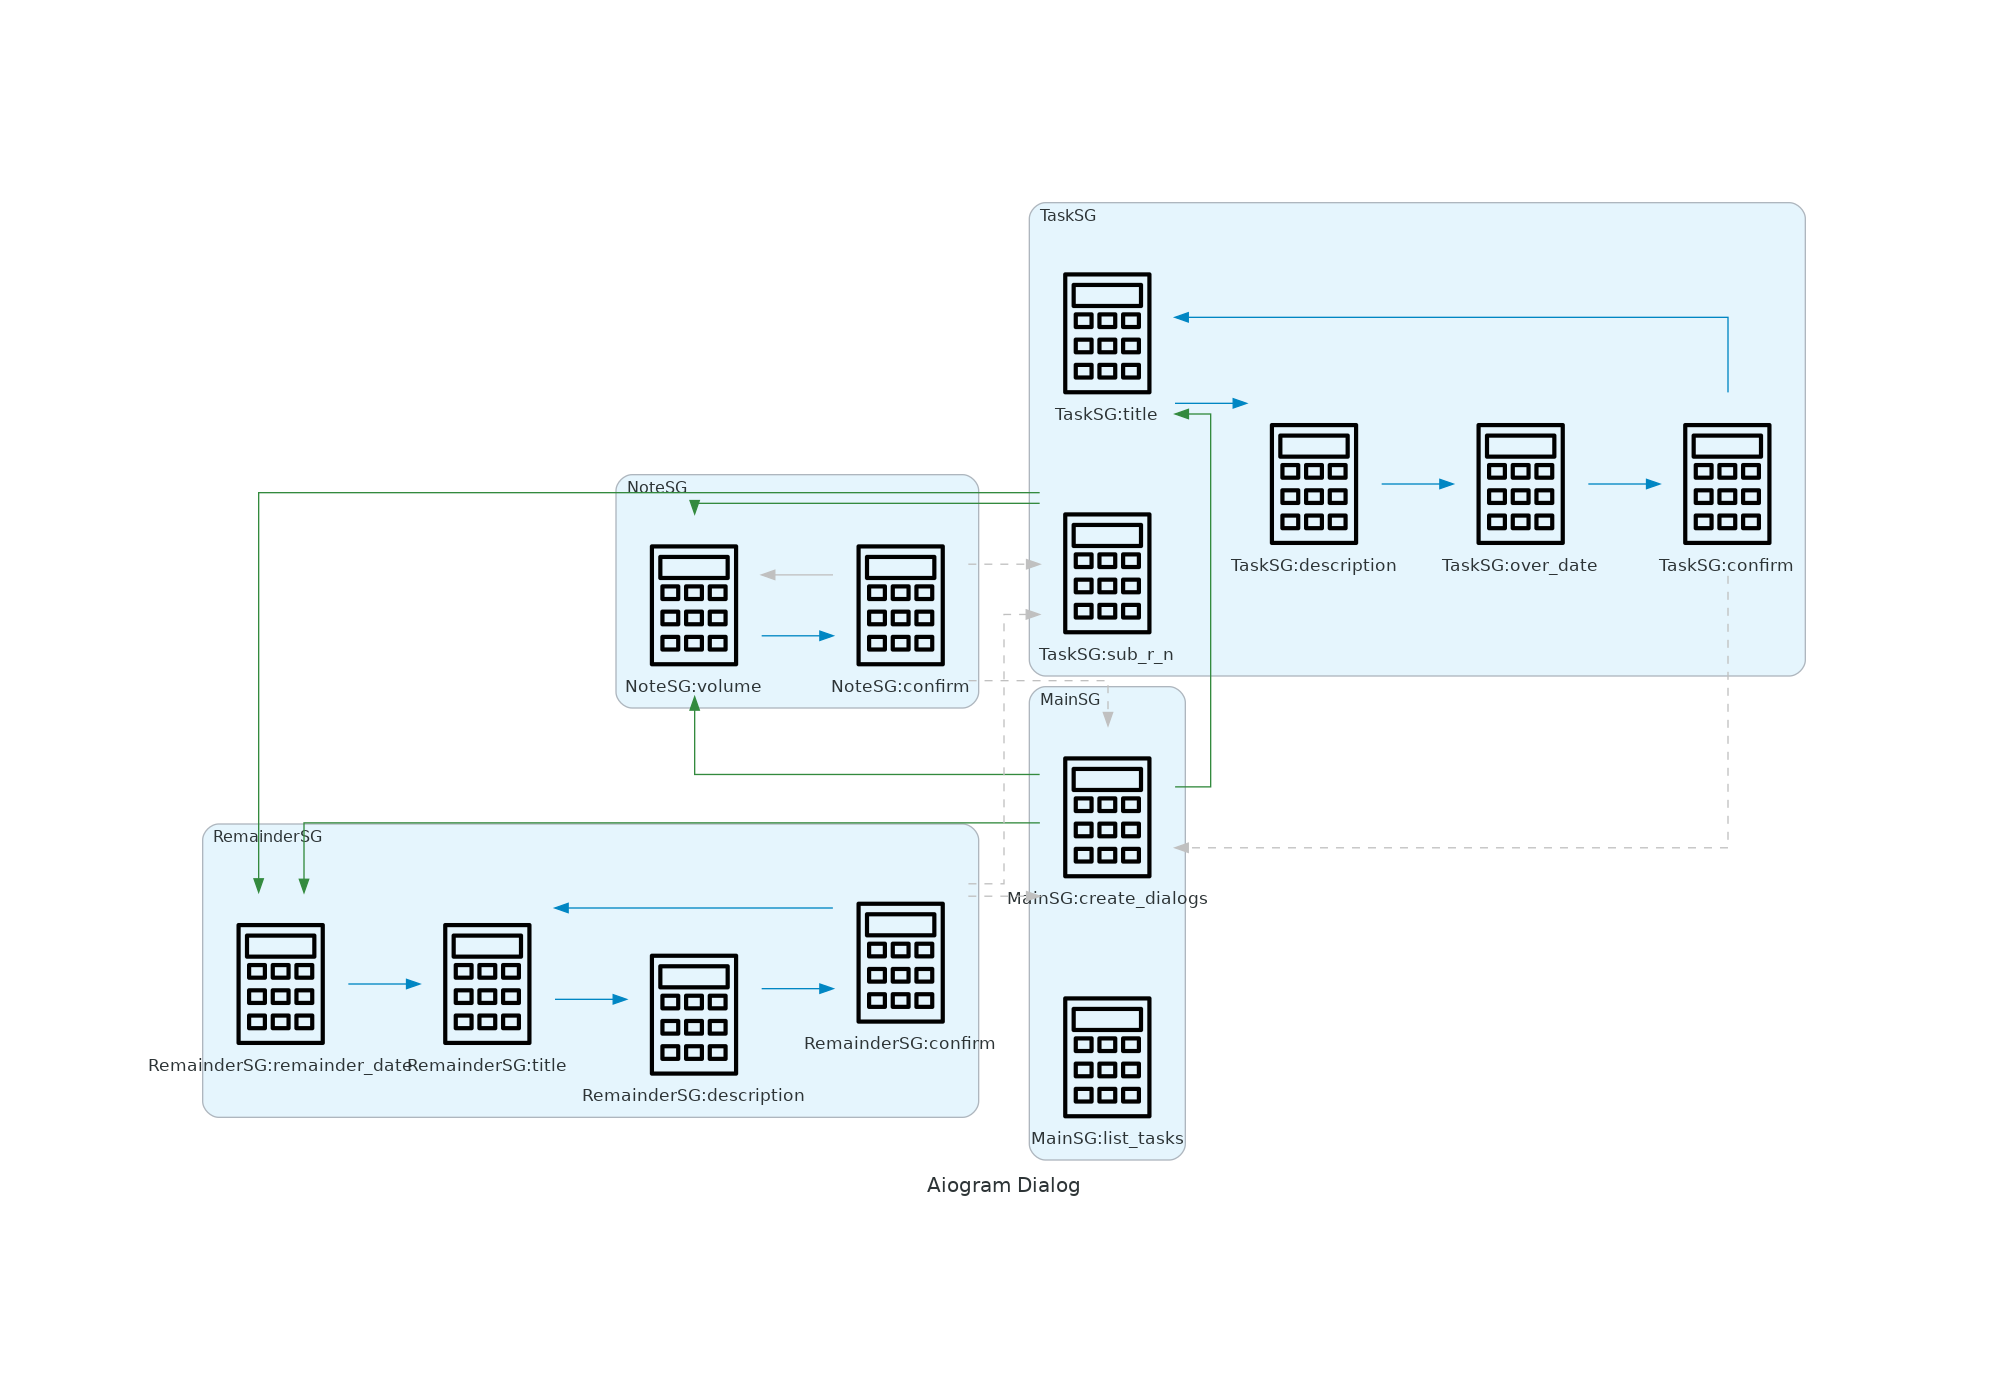 TaskSG
TaskSG:title
NoteSG
TaskSG:description
TaskSG:over_date
TaskSG:confirm
TaskSG:sub_r_n
NoteSG:volume
NoteSG:confirm
MainSG
RemainderSG
MainSG:create_dialogs
RemainderSG:confirm
RemainderSG:remainder_date
RemainderSG:title
RemainderSG:description
MainSG:list_tasks
Aiogram Dialog